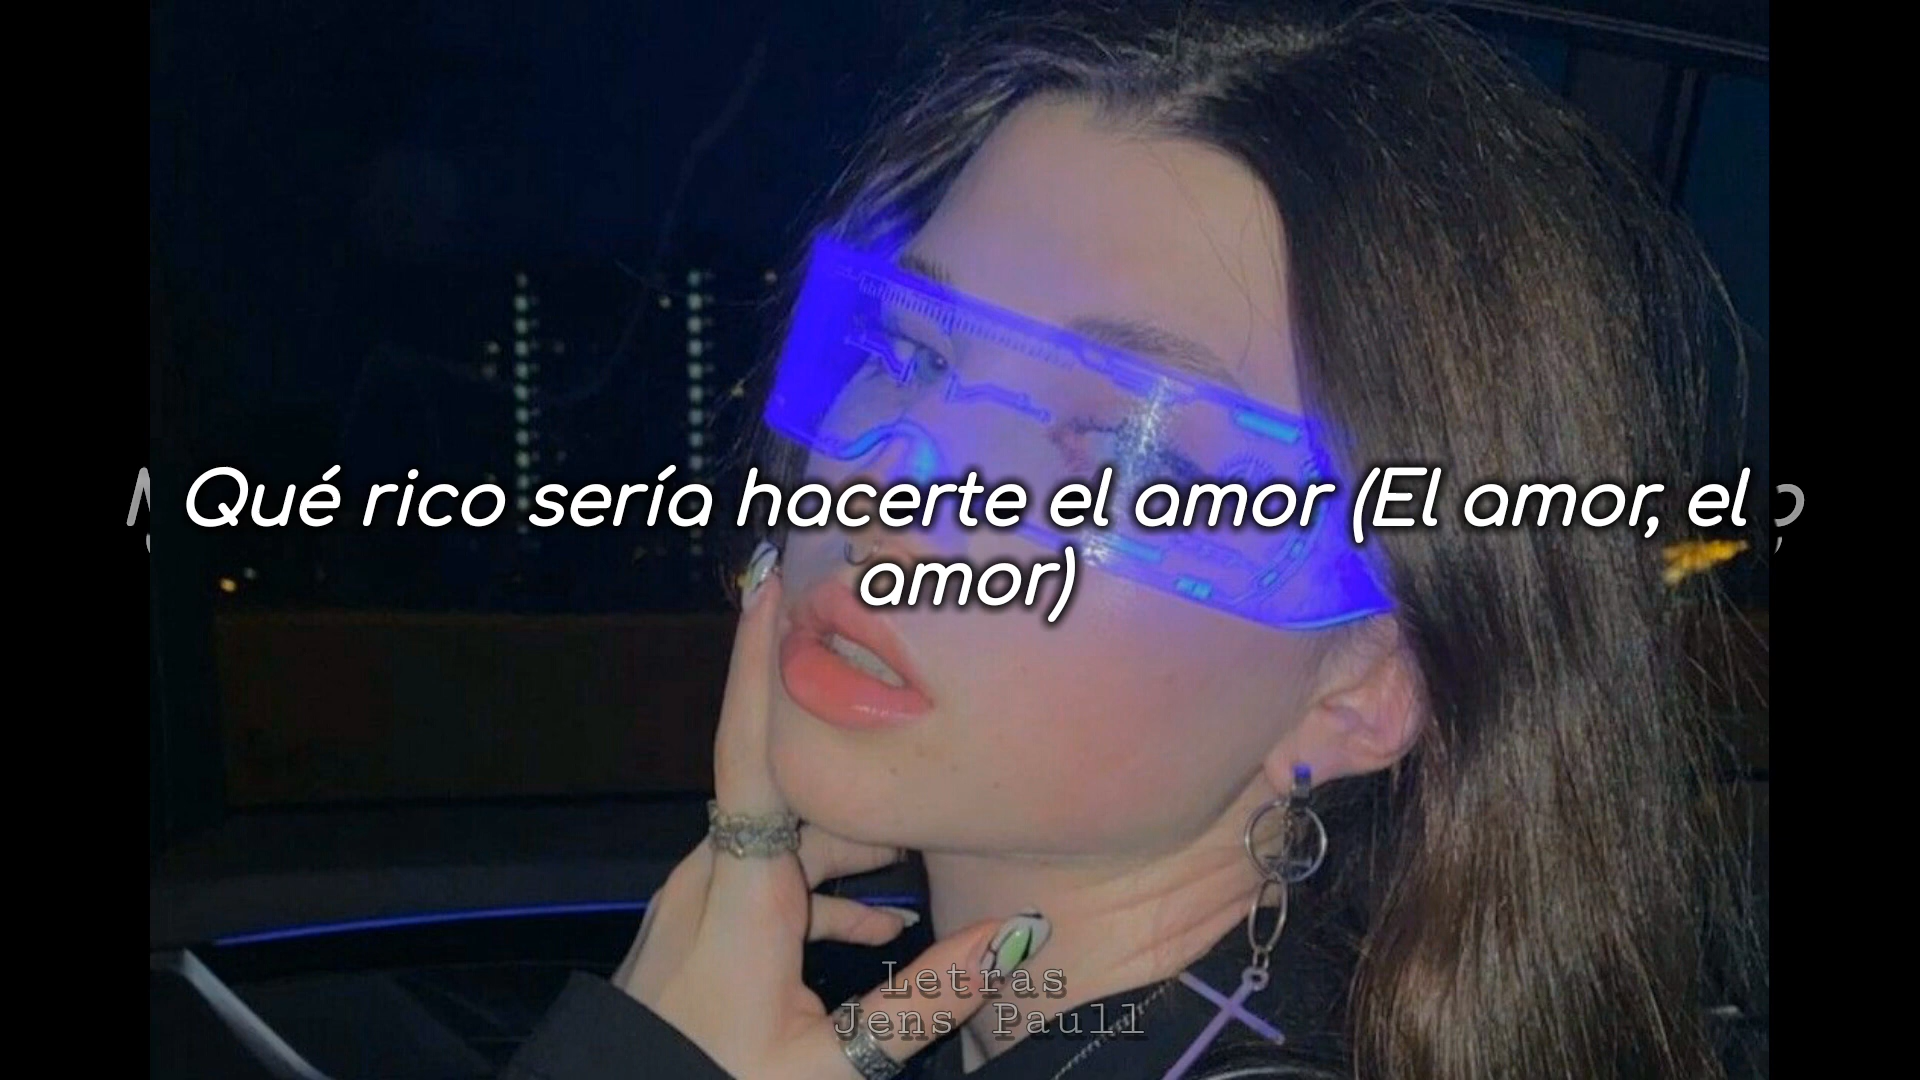 Qué rico sería hacerte el amor (El amor, el
amor)
Letras
Jens Paull